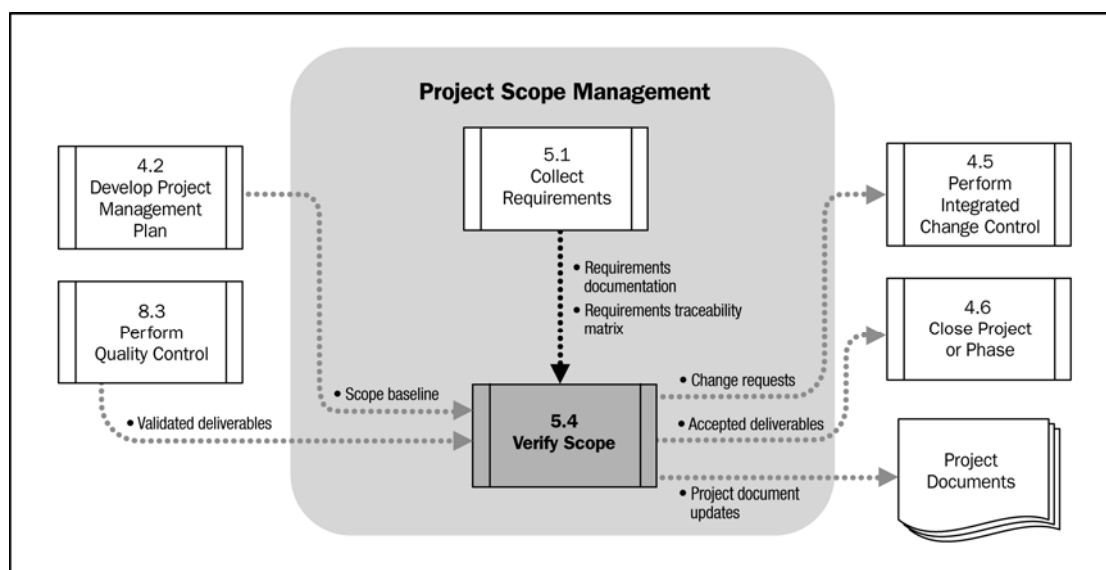 Project Scope Management
4.2
Develop Project
Management
Plan
8.3
Perform
Quality Control
5.1
Collect
Requirements
• Requirements
documentation
• Requirements traceability
matrix
• Scope baseline
• Validated deliverables
5.4
Verify Scope
• Change requests
• Accepted deliverables
• Project document
updates
4.5
Perform
Integrated
Change Control
4.6
Close Project
or Phase
Project
Documents